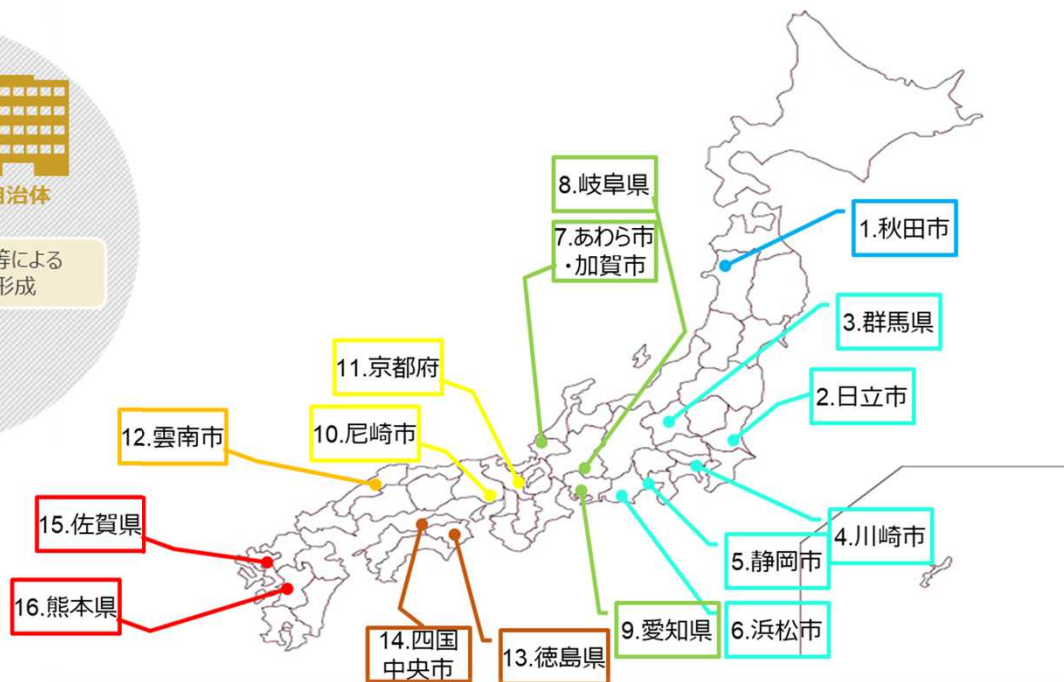 自治体
等による
形成
8.岐阜県
7.あわら市
・加賀市
1.秋田市
3.群馬県
11.京都府
2.日立市
10.尼崎市
12.雲南市
15.佐賀県
4.川崎市
5.静岡市
16.熊本県
9.愛知県
6.浜松市
14.四国
中央市
13.徳島県